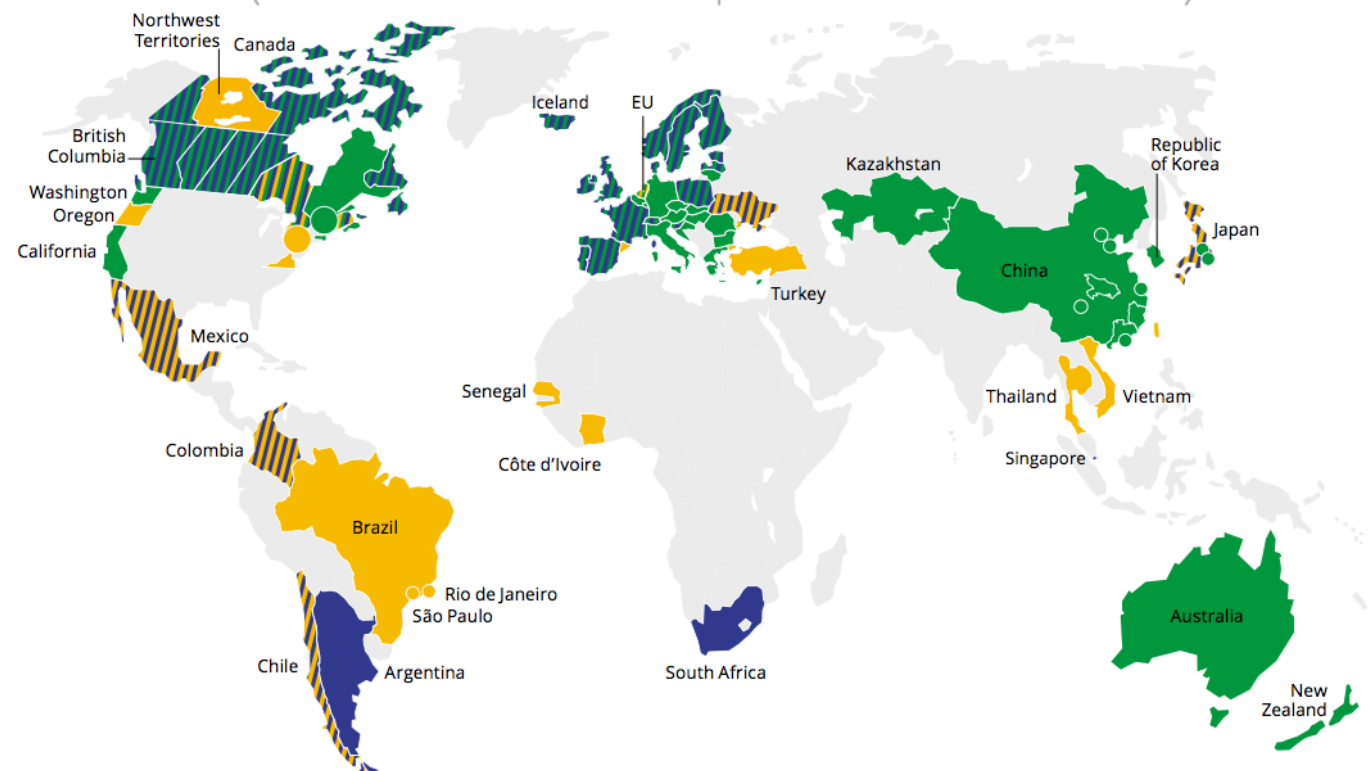 Northwest
Territories
Canada
Iceland
EU
British
Columbia
Republic
of Korea
Kazakhstan
Washington
Oregon
Japan
California
China
Turkey
Mexico
Senegal
Thailand
Vietnam
Colombia
Côte d’Ivoire
Singapore
Brazil
Rio de Janeiro
São Paulo
Australia
Chile
Argentina
South Africa
New
Zealand